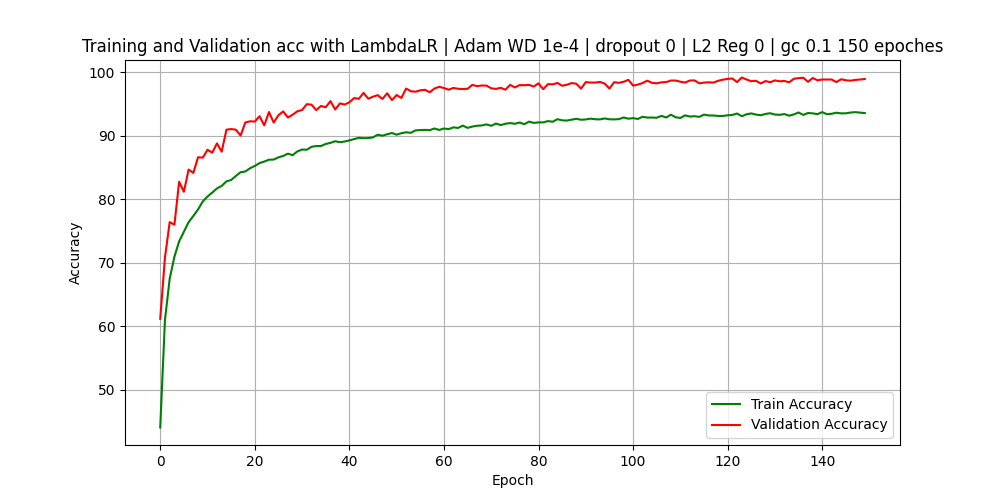 Training and Validation acc with LambdaLR | Adam WD 1e-4 | dropout 0 | L2 Reg 0 | gc 0.1 150 epoches
100
90
80
70
60
50
Accuracy
0 20 40 60 80 100 120 140
Epoch
Train Accuracy
Validation Accuracy